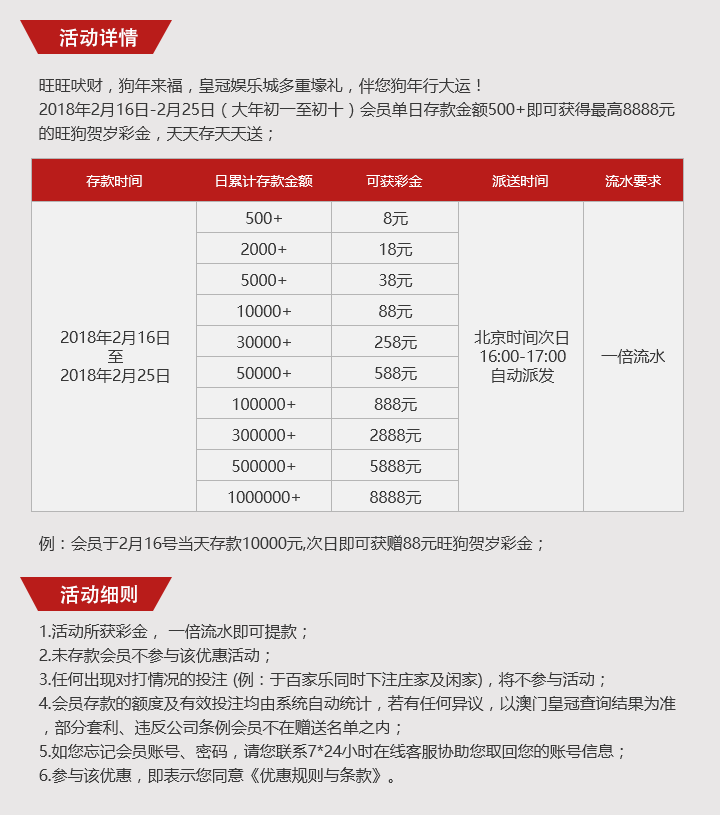 活动详情
旺旺吠财，狗年来福，皇冠娱乐城多重壕礼，伴您狗年行大运！
2018年2月16日-2月25日（大年初一至初十）会员单日存款金额500+即可获得最高8888元
的旺狗贺岁彩金，天天存天天送；
存款时间 日累计存款金额 可获彩金 派送时间 流水要求
500+ 8元
2000+ 18元
5000+ 38元
10000+ 88元
30000+ 258元
50000+ 588元
100000+ 888元
300000+ 2888元
500000+ 5888元
1000000+ 8888元
2018年2月16日
至
2018年2月25日
北京时间次日
16:00-17:00
自动派发
一倍流水
例：会员于2月16号当天存款10000元,次日即可获赠88元旺狗贺岁彩金；
活动细则
1.活动所获彩金， 一倍流水即可提款；
2.未存款会员不参与该优惠活动；
3.任何出现对打情况的投注 (例：于百家乐同时下注庄家及闲家)，将不参与活动；
4.会员存款的额度及有效投注均由系统自动统计，若有任何异议，以澳门皇冠查询结果为准
，部分套利、违反公司条例会员不在赠送名单之内；
5.如您忘记会员账号、密码，请您联系7*24小时在线客服协助您取回您的账号信息；
6.参与该优惠，即表示您同意《优惠规则与条款》。